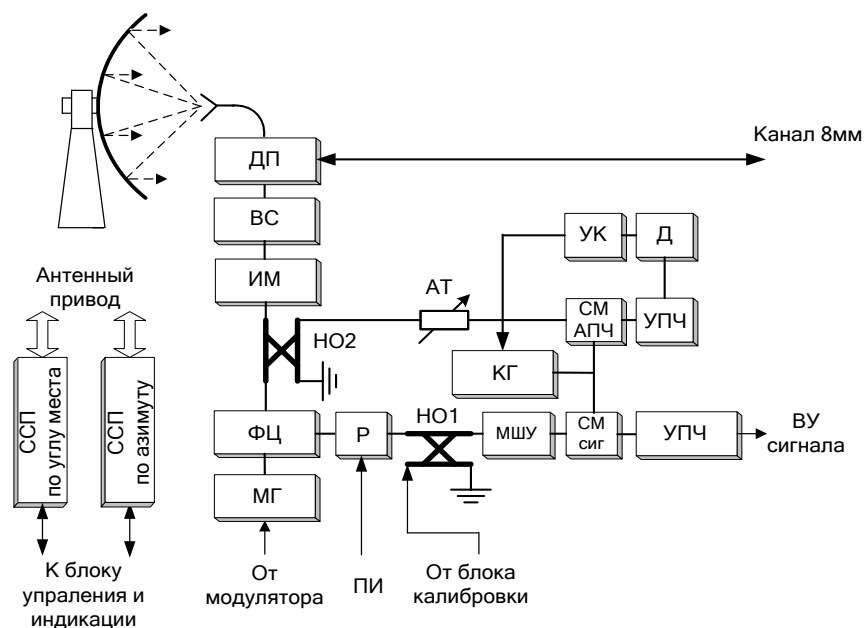 Канал 8мм
ДП
ВС
УК
Д
Антенный
привод
ИМ
АТ
СМ
АПЧ
УПЧ
НО2
КГ
НО1
ССП
по углу места
ССП
по азимуту
ФЦ
Р
МШУ
СМ
сиг
УПЧ
ВУ
сигнала
МГ
К блоку
упраления и
индикации
От
модулятора
ПИ
От блока
калибровки